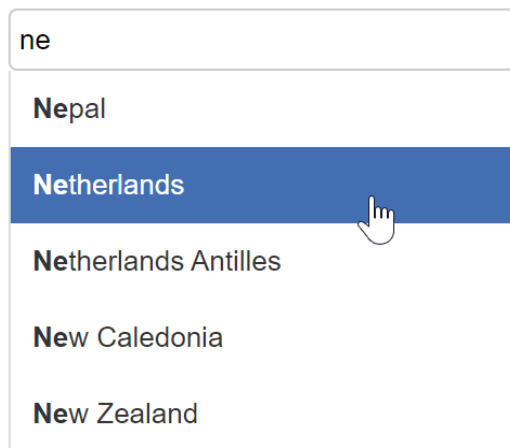 ne
Nepal
Netherlands
Netherlands Antilles
New Caledonia
New Zealand